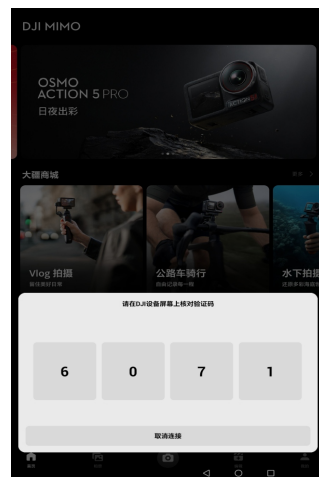 DJI MIMO
OSMO
ACTION 5 PRO
日夜出彩
大疆商城
Vlog 拍摄
公路车骑行
水下拍摄
请在DJI设备屏幕上核对验证码
6 0 7 1
取消连接